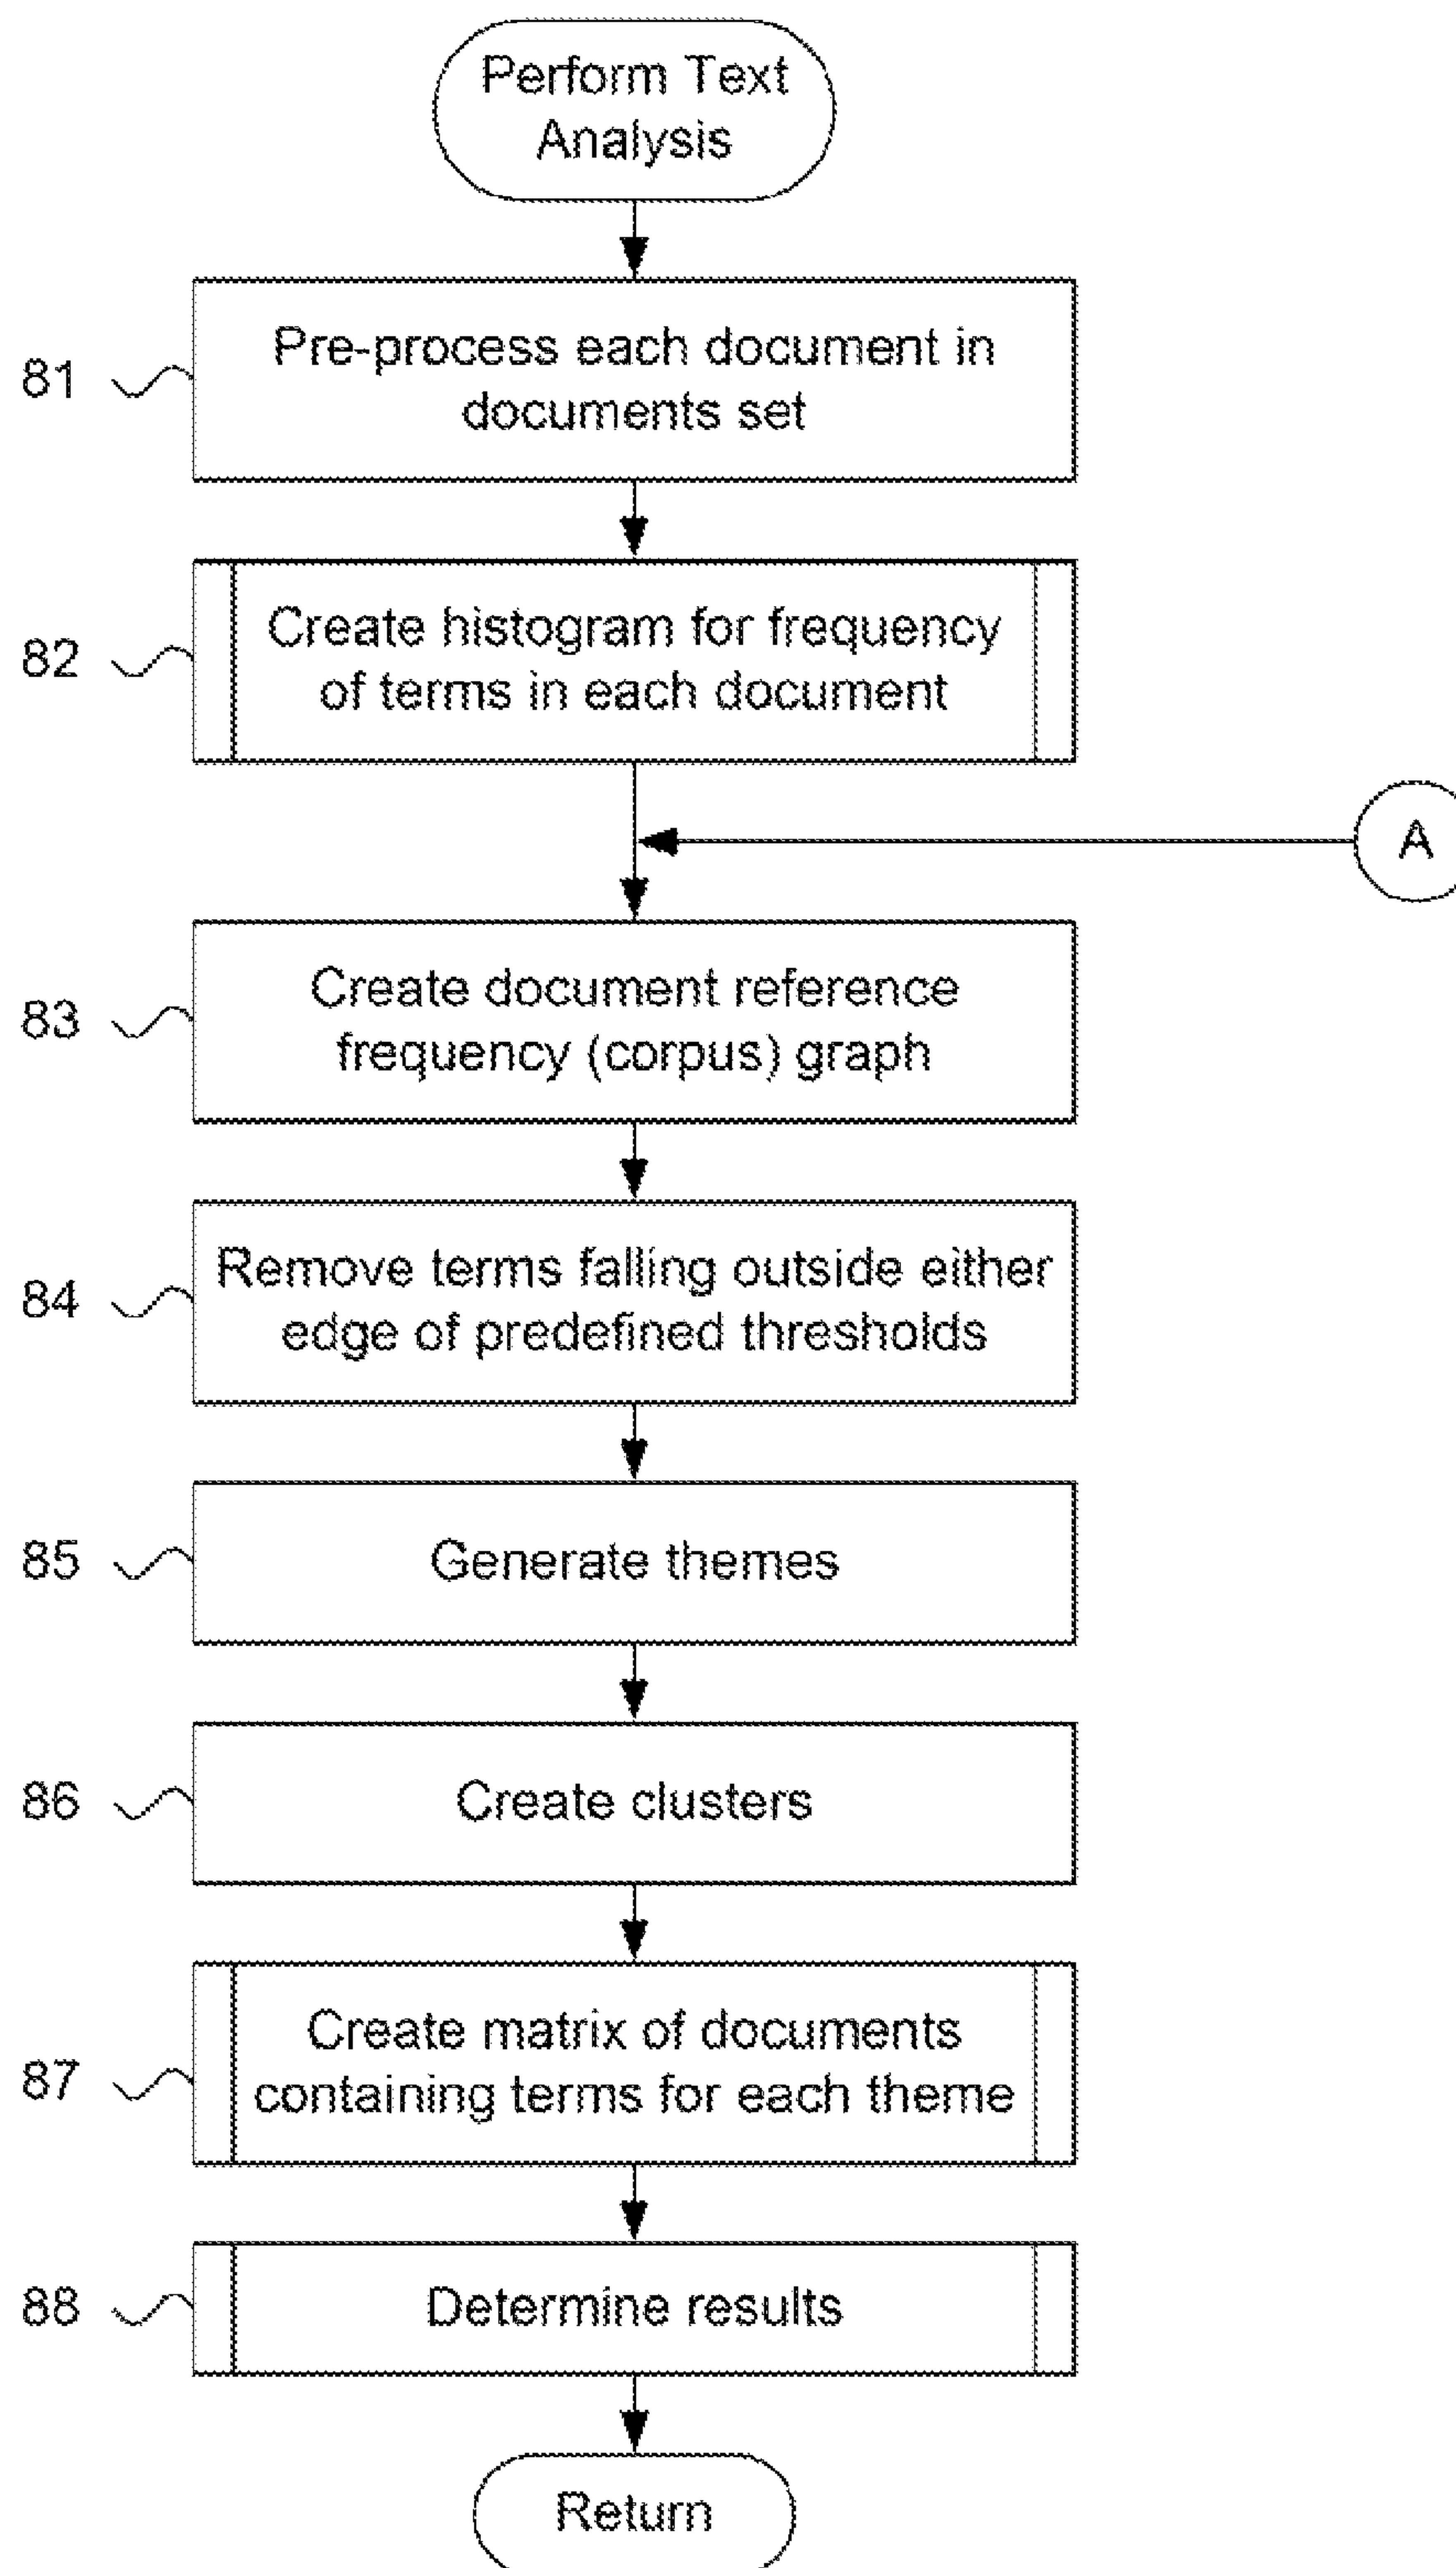 Perform Text
Analysis
81
Pre-process each document in
documents set
82
Create histogram for frequency
of terms in each document
A
83
Create document reference
frequency (corpus) graph
84
Remove terms falling outside either
edge of predefined thresholds
85
Generate themes
86
Create clusters
87
Create matrix of documents
containing terms for each theme
88
Determine results
Return